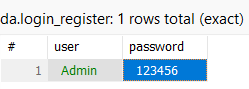 da.login_register: 1 rows total (exact)
# user password
1 Admin 123456